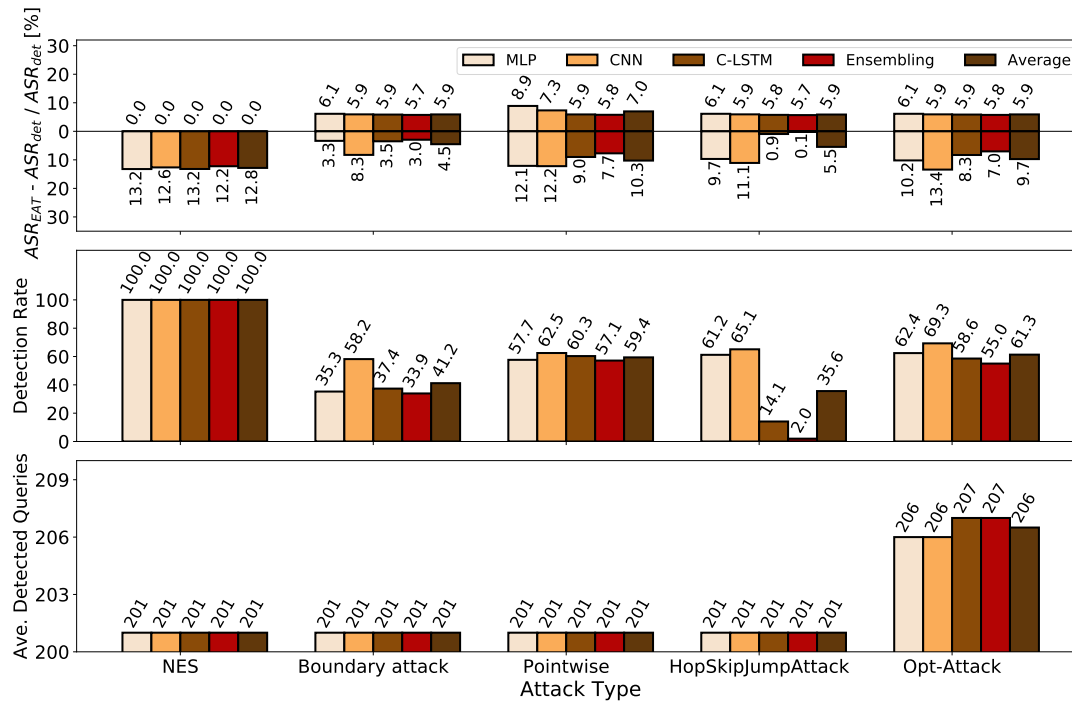 ASR_EAT - ASR_det / ASR_det [%]
30
20
10
0
10
20
30
MLP CNN C-LSTM Ensembling Average
0.0 0.0 0.0 0.0 0.0 6.1 5.9 5.9 5.7 5.9 8.9 7.3 5.9 5.8 7.0 6.1 5.9 5.8 5.7 5.9 6.1 5.9 5.9 5.8 5.9
13.2 12.6 13.2 12.2 12.8 3.3 8.3 3.5 3.0 4.5 12.1 12.2 9.0 7.7 10.3 9.7 11.1 0.9 0.1 5.5 10.2 13.4 8.3 7.0 9.7
Detection Rate
100
80
60
40
20
0
100.0 100.0 100.0 100.0 100.0 35.3 58.2 37.4 33.9 41.2 57.7 62.5 60.3 57.1 59.4 61.2 65.1 14.1 2.0 35.6 62.4 69.3 58.6 55.0 61.3
Ave. Detected Queries
209
206
203
200
201 201 201 201 201 201 201 201 201 201 201 201 201 201 201 201 201 201 201 201 206 206 207 207 206
NES Boundary attack Pointwise HopSkipJumpAttack Opt-Attack
Attack Type